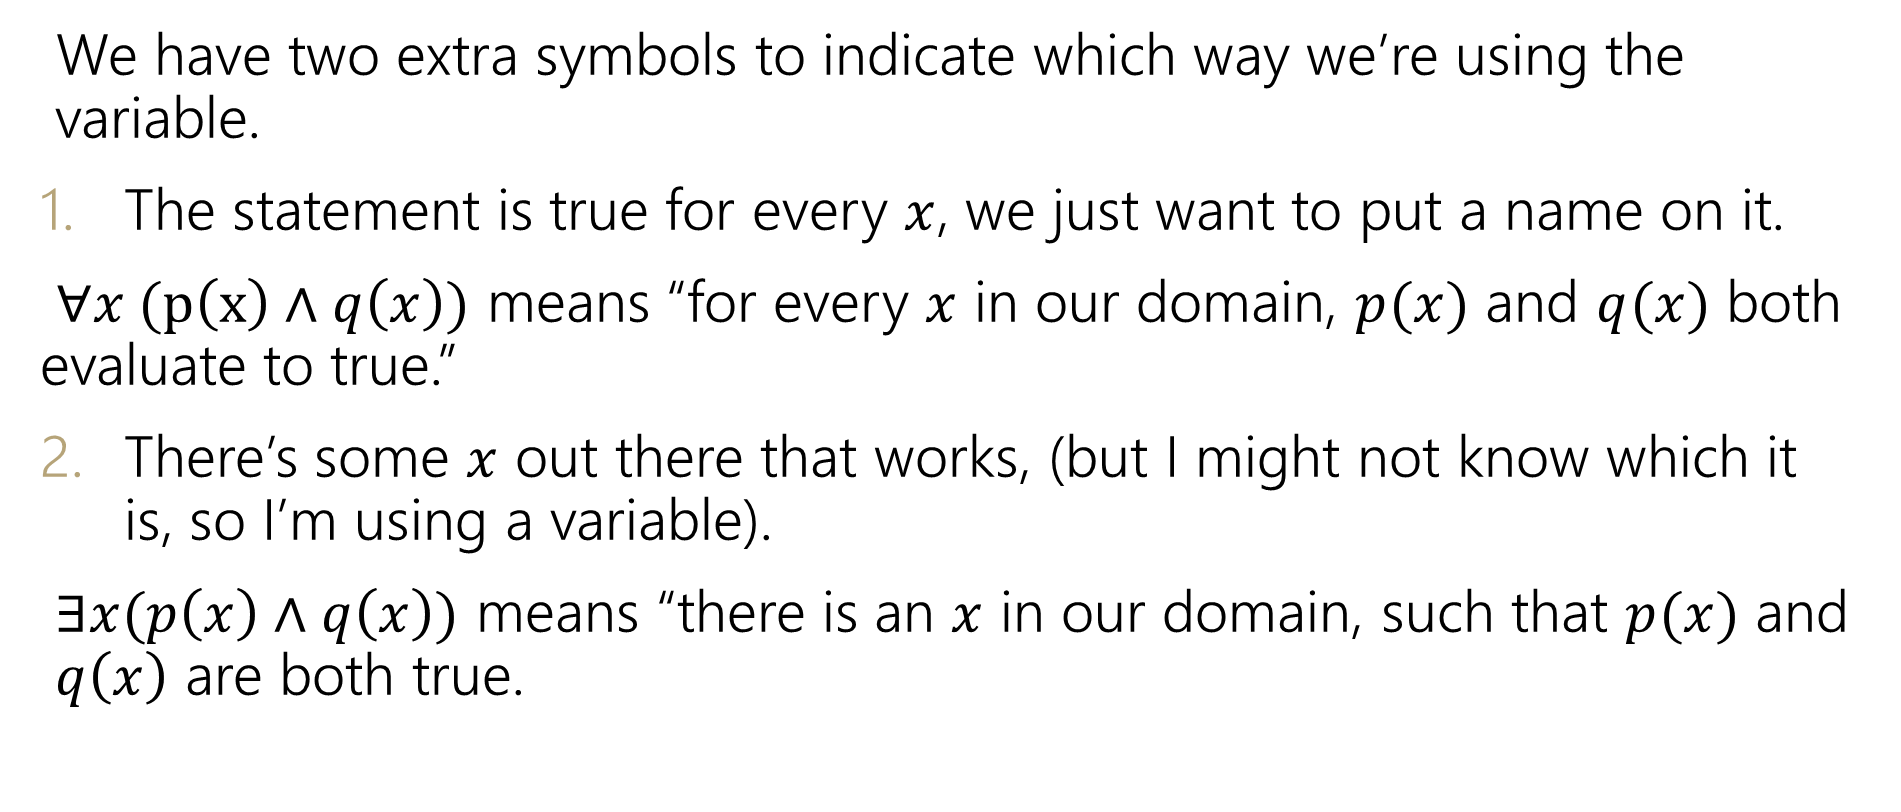 We have two extra symbols to indicate which way we’re using the
variable.
1. The statement is true for every 𝑥, we just want to put a name on it.
∀𝑥 (p(x) ∧ 𝑞(𝑥)) means “for every 𝑥 in our domain, 𝑝(𝑥) and 𝑞(𝑥) both
evaluate to true.”
2. There’s some 𝑥 out there that works, (but I might not know which it
is, so I’m using a variable).
∃𝑥(𝑝(𝑥) ∧ 𝑞(𝑥)) means “there is an 𝑥 in our domain, such that 𝑝(𝑥) and
𝑞(𝑥) are both true.